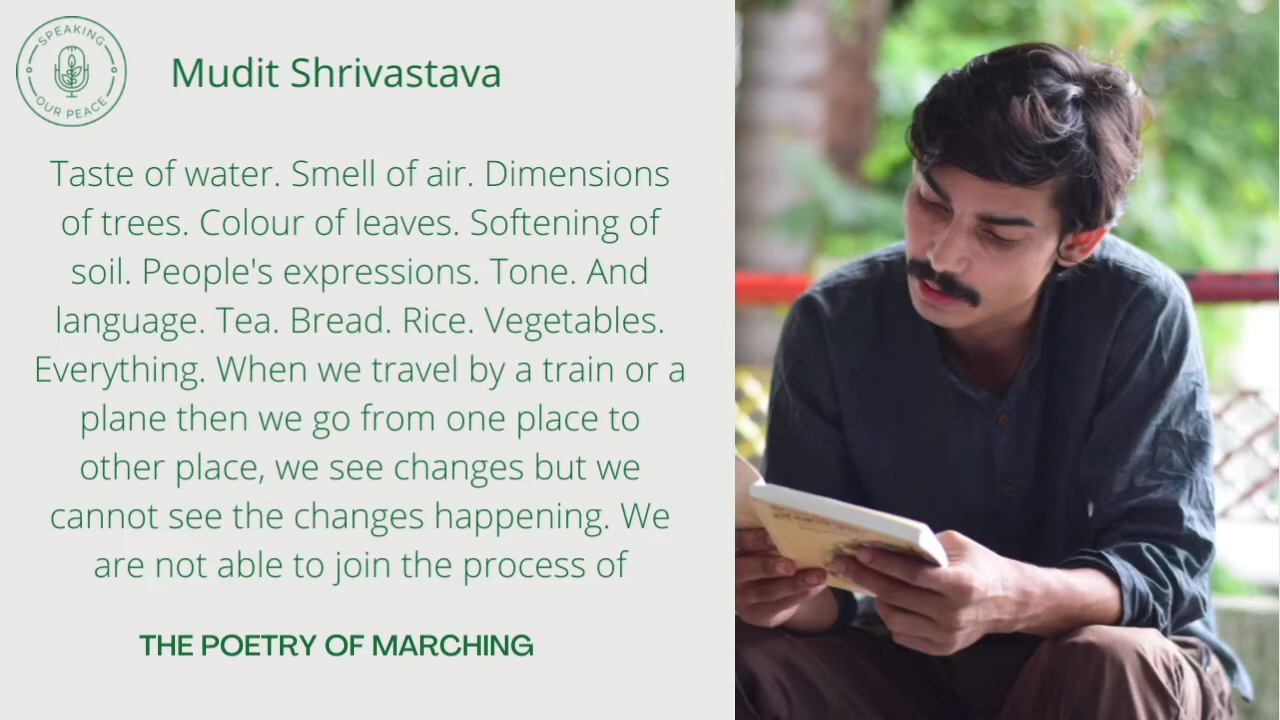 SPEAKING
OUR PEACE
Mudit Shrivastava
Taste of water. Smell of air. Dimensions
of trees. Colour of leaves. Softening of
soil. People's expressions. Tone. And
language. Tea. Bread. Rice. Vegetables.
Everything. When we travel by a train or a
plane then we go from one place to
other place, we see changes but we
cannot see the changes happening. We
are not able to join the process of
THE POETRY OF MARCHING